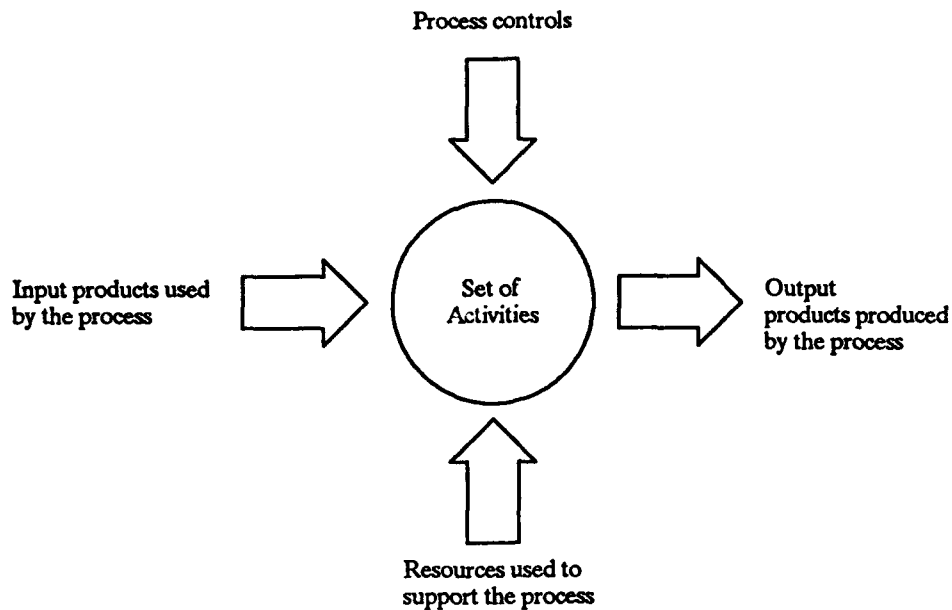 Process controls
Input products used
by the process
Set of
Activities
Output
products produced
by the process
Resources used to
support the process